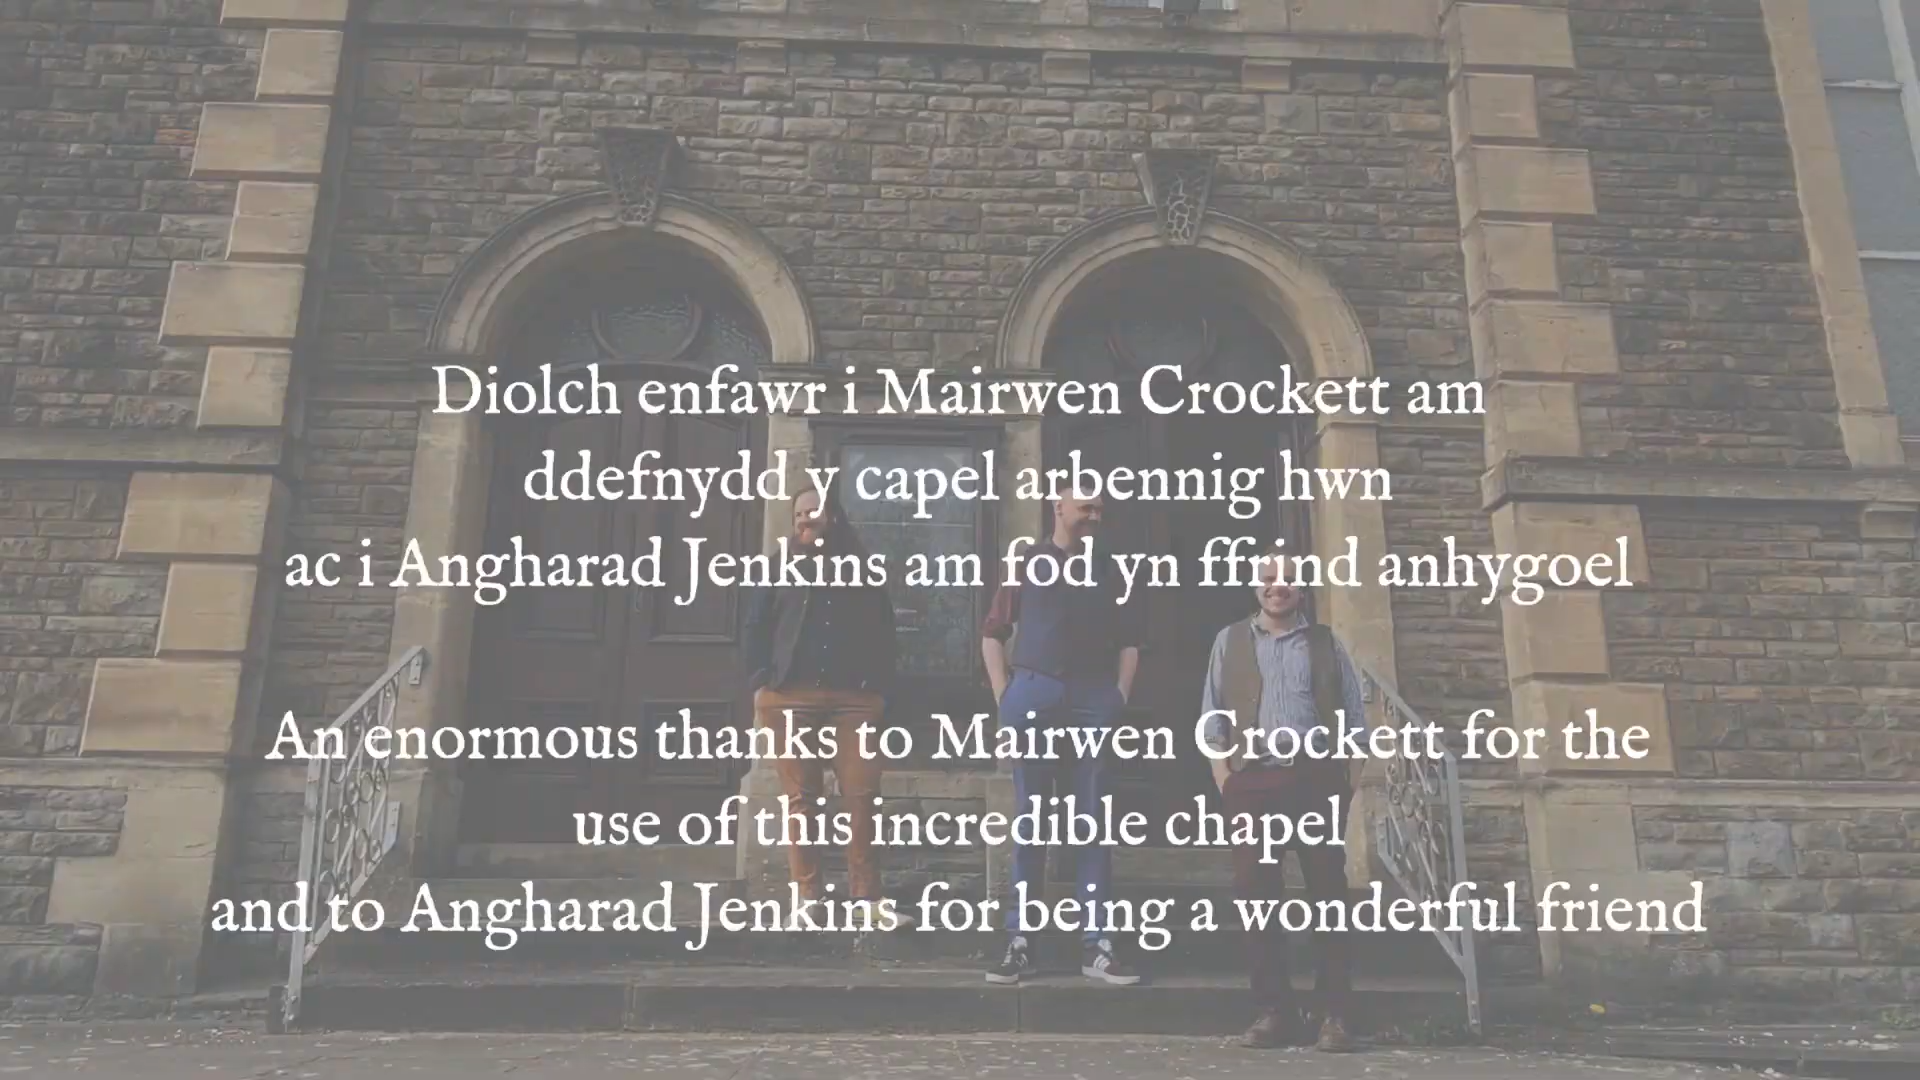 Diolch enfawr i Mairwen Crockett am
ddefnydd y capel arbennig hwn
ac i Angharad Jenkins am fod yn ffrind anhygoel
An enormous thanks to Mairwen Crockett for the
use of this incredible chapel
and to Angharad Jenkins for being a wonderful friend